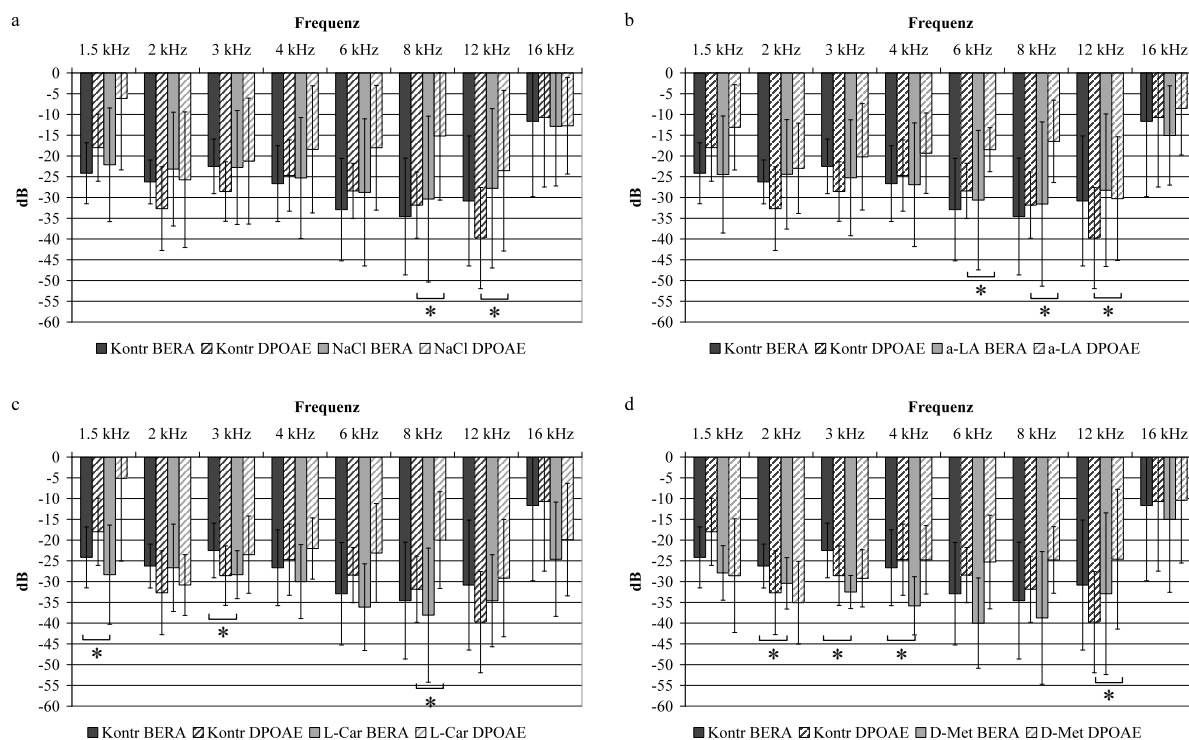 a
Frequenz
1.5 kHz 2 kHz 3 kHz 4 kHz 6 kHz 8 kHz 12 kHz 16 kHz
0
-5
-10
-15
-20
-25
-30
-35
-40
-45
-50
-55
-60
dB
* *
Kontr BERA Kontr DPOAE NaCl BERA NaCl DPOAE
b
Frequenz
1.5 kHz 2 kHz 3 kHz 4 kHz 6 kHz 8 kHz 12 kHz 16 kHz
0
-5
-10
-15
-20
-25
-30
-35
-40
-45
-50
-55
-60
dB
* * *
Kontr BERA Kontr DPOAE a-LA BERA a-LA DPOAE
c
Frequenz
1.5 kHz 2 kHz 3 kHz 4 kHz 6 kHz 8 kHz 12 kHz 16 kHz
0
-5
-10
-15
-20
-25
-30
-35
-40
-45
-50
-55
-60
dB
* * *
Kontr BERA Kontr DPOAE L-Car BERA L-Car DPOAE
d
Frequenz
1.5 kHz 2 kHz 3 kHz 4 kHz 6 kHz 8 kHz 12 kHz 16 kHz
0
-5
-10
-15
-20
-25
-30
-35
-40
-45
-50
-55
-60
dB
* * * *
Kontr BERA Kontr DPOAE D-Met BERA D-Met DPOAE